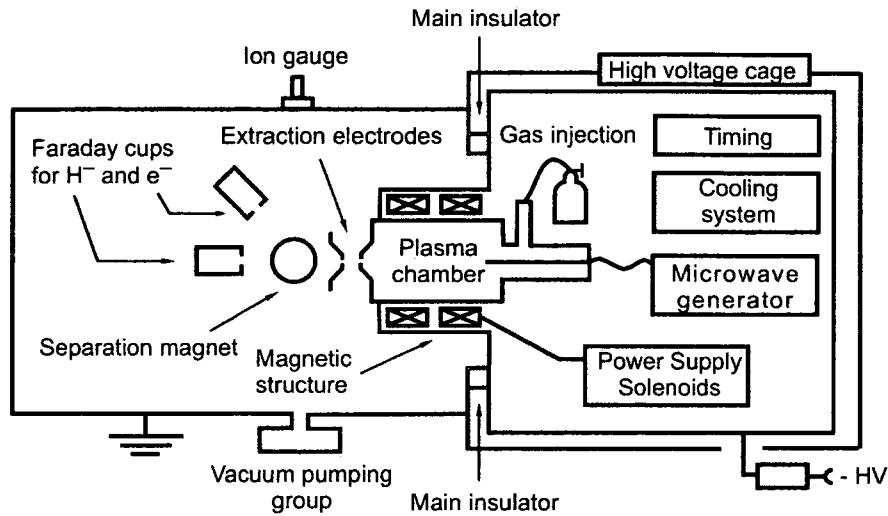 Main insulator
Ion gauge
High voltage cage
Extraction electrodes
Gas injection
Timing
Faraday cups
for H⁻ and e⁻
Cooling
system
Plasma
chamber
Microwave
generator
Separation magnet
Magnetic
structure
Power Supply
Solenoids
Vacuum pumping
group
Main insulator
- HV